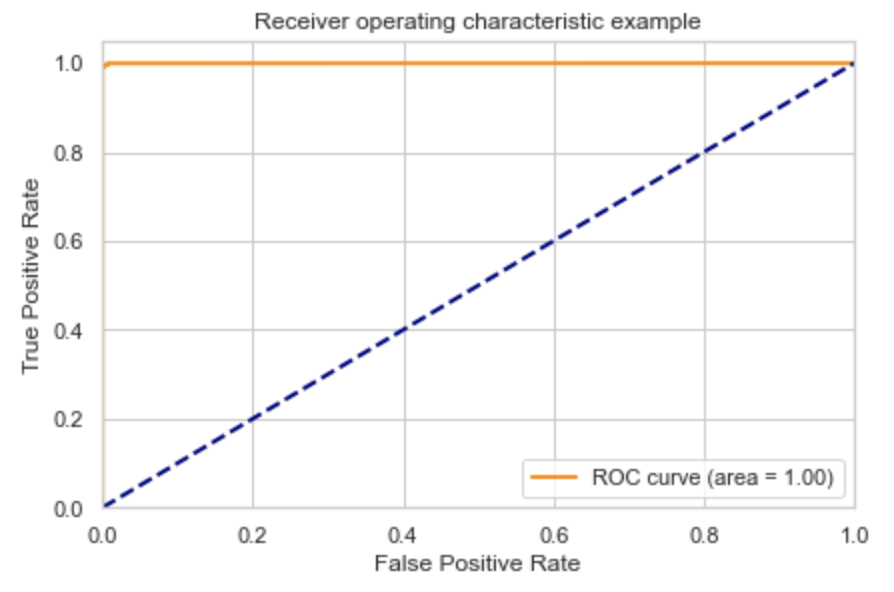 Receiver operating characteristic example
True Positive Rate
1.0
0.8
0.6
0.4
0.2
0.0
ROC curve (area = 1.00)
0.0 0.2 0.4 0.6 0.8 1.0
False Positive Rate